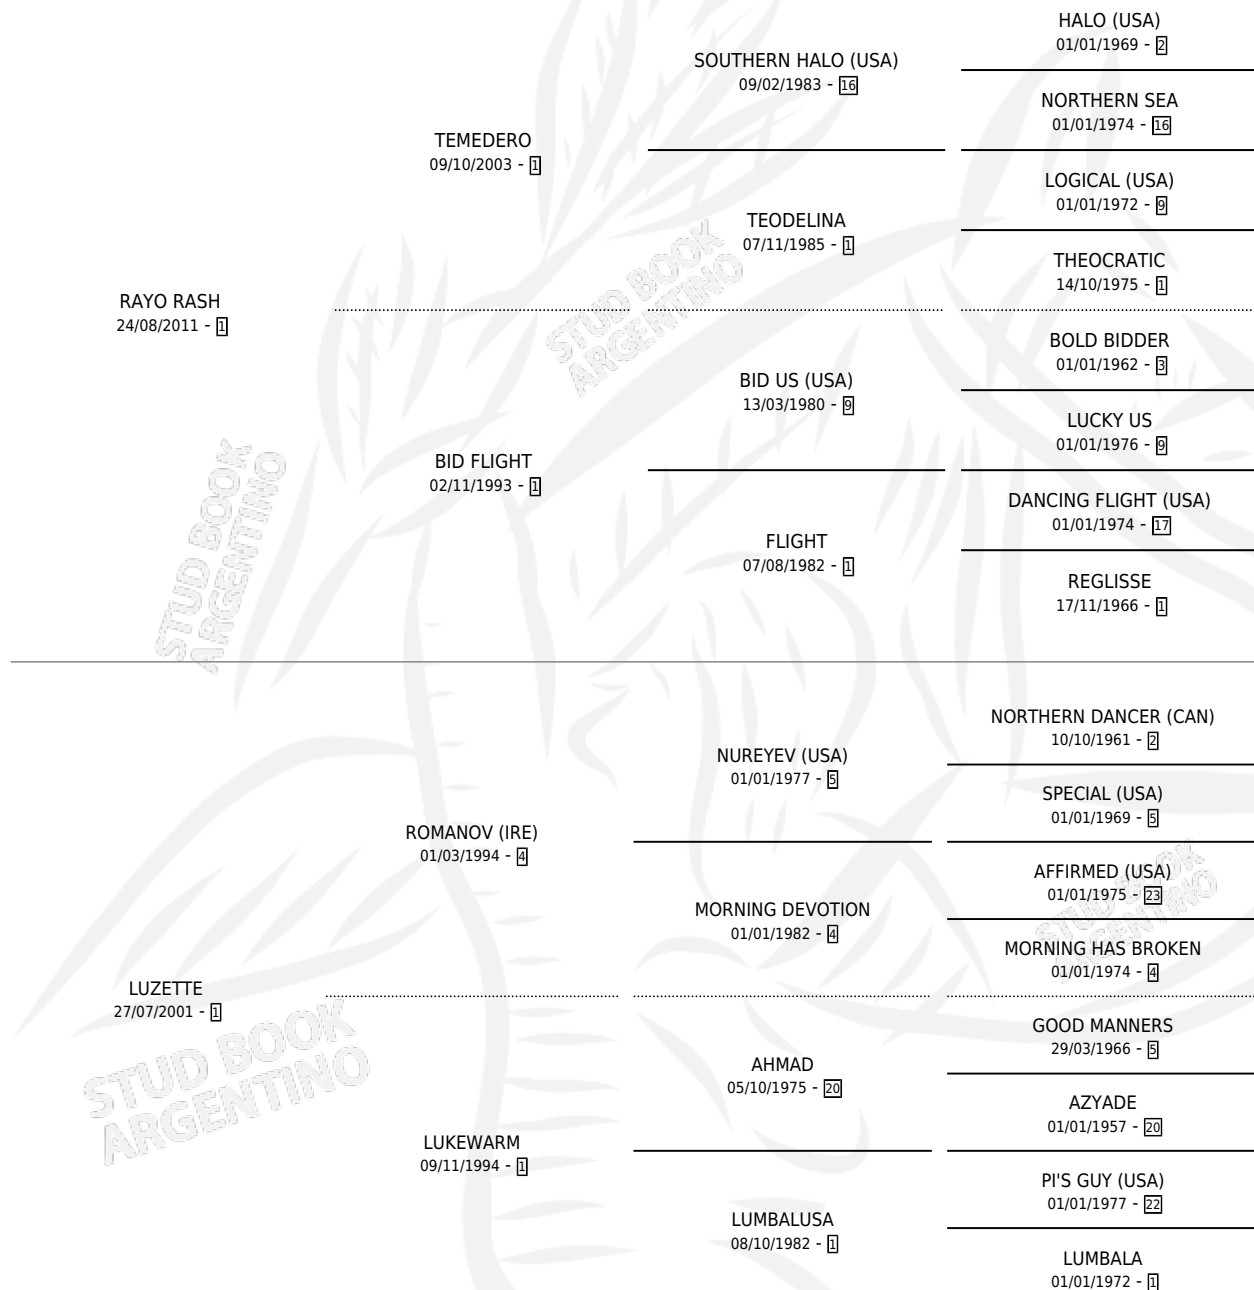 HALO (USA)
01/01/1969 - 2
SOUTHERN HALO (USA)
09/02/1983 - 16
NORTHERN SEA
01/01/1974 - 16
TEMEDERO
09/10/2003 - 1
LOGICAL (USA)
01/01/1972 - 9
TEODELINA
07/11/1985 - 1
THEOCRATIC
14/10/1975 - 1
RAYO RASH
24/08/2011 - 1
BOLD BIDDER
01/01/1962 - 3
BID US (USA)
13/03/1980 - 9
LUCKY US
01/01/1976 - 9
BID FLIGHT
02/11/1993 - 1
DANCING FLIGHT (USA)
01/01/1974 - 17
FLIGHT
07/08/1982 - 1
REGLISSE
17/11/1966 - 1
NORTHERN DANCER (CAN)
10/10/1961 - 2
NUREYEV (USA)
01/01/1977 - 5
SPECIAL (USA)
01/01/1969 - 5
ROMANOV (IRE)
01/03/1994 - 4
AFFIRMED (USA)
01/01/1975 - 23
MORNING DEVOTION
01/01/1982 - 4
MORNING HAS BROKEN
01/01/1974 - 4
LUZETTE
27/07/2001 - 1
GOOD MANNERS
29/03/1966 - 5
AHMAD
05/10/1975 - 20
AZYADE
01/01/1957 - 20
LUKEWARM
09/11/1994 - 1
PI'S GUY (USA)
01/01/1977 - 22
LUMBALUSA
08/10/1982 - 1
LUMBALA
01/01/1972 - 1
STUD BOOK
ARGENTINO
STUD BOOK
ARGENTINO
STUD BOOK
ARGENTINO
STUD BOOK
ARGENTINO